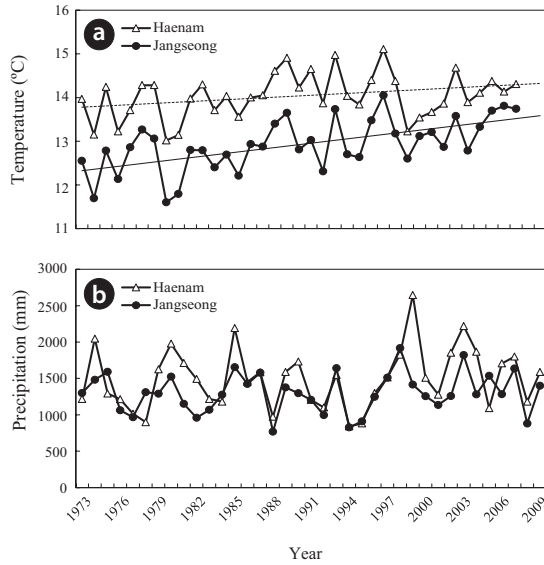 16
15
14
13
12
11
Temperature (ºC)
a
Haenam
Jangseong
3000
2500
2000
1500
1000
500
0
Precipitation (mm)
b
Haenam
Jangseong
1973
1976
1979
1982
1985
1988
1991
1994
1997
2000
2003
2006
2009
Year